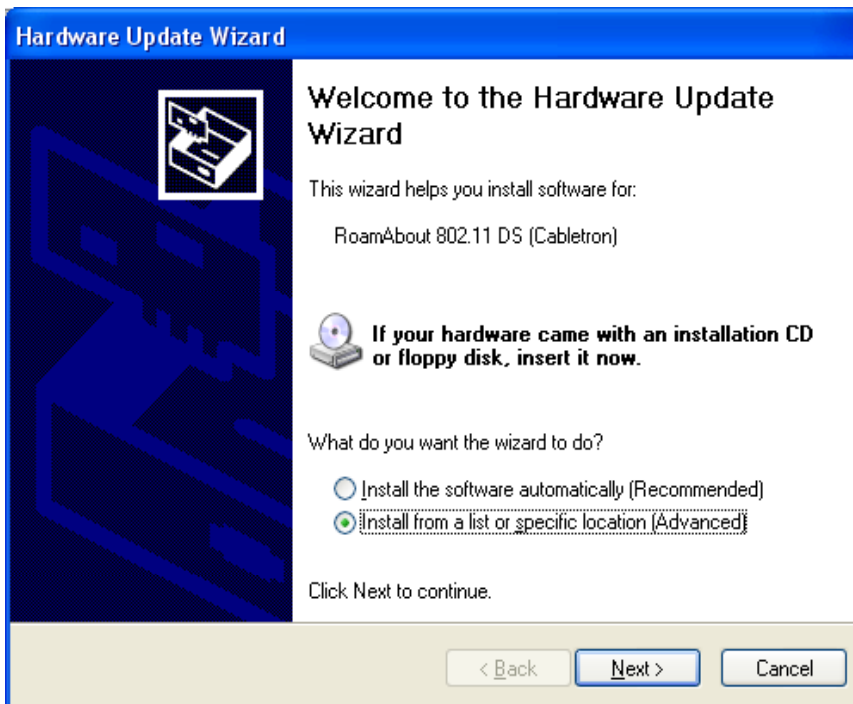 Hardware Update Wizard
Welcome to the Hardware Update
Wizard
This wizard helps you install software for:
RoamAbout 802.11 DS (Cabletron)
If your hardware came with an installation CD
or floppy disk, insert it now.
What do you want the wizard to do?
Install the software automatically (Recommended)
Install from a list or specific location (Advanced)
Click Next to continue.
< Back Next > Cancel